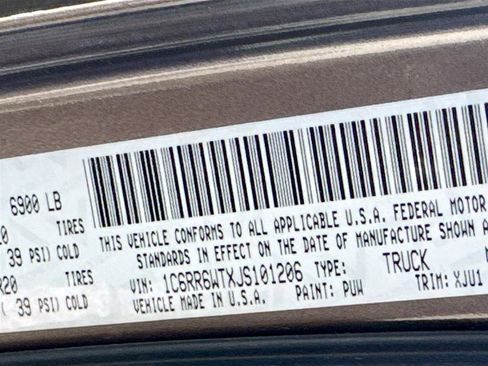 6900 LB
TIRES
39 PSI) COLD
R20 TIRES
( 39 PSI) COLD
THIS VEHICLE CONFORMS TO ALL APPLICABLE U.S.A. FEDERAL MOTOR
STANDARDS IN EFFECT ON THE DATE OF MANUFACTURE SHOWN A
VIN: 1C6RR6WTXJS101206 TYPE: TRUCK
VEHICLE MADE IN U.S.A. PAINT: PUW TRIM: XJU1